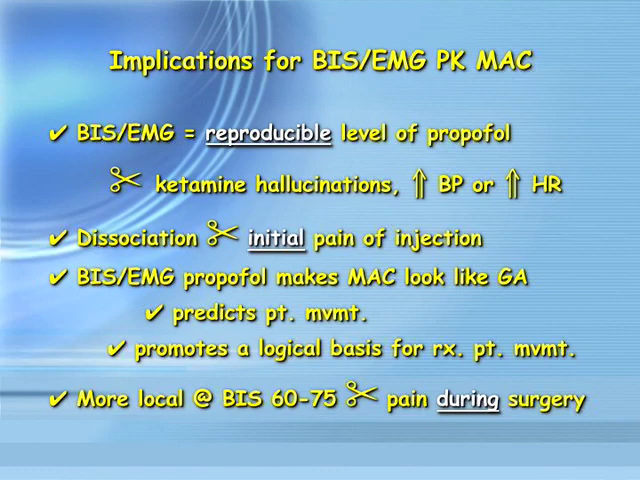 Implications for BIS/EMG PK MAC
✔ BIS/EMG = reproducible level of propofol
✂ ketamine hallucinations, ⇑ BP or ⇑ HR
✔ Dissociation ✂ initial pain of injection
✔ BIS/EMG propofol makes MAC look like GA
✔ predicts pt. mvmt.
✔ promotes a logical basis for rx. pt. mvmt.
✔ More local @ BIS 60-75 ✂ pain during surgery